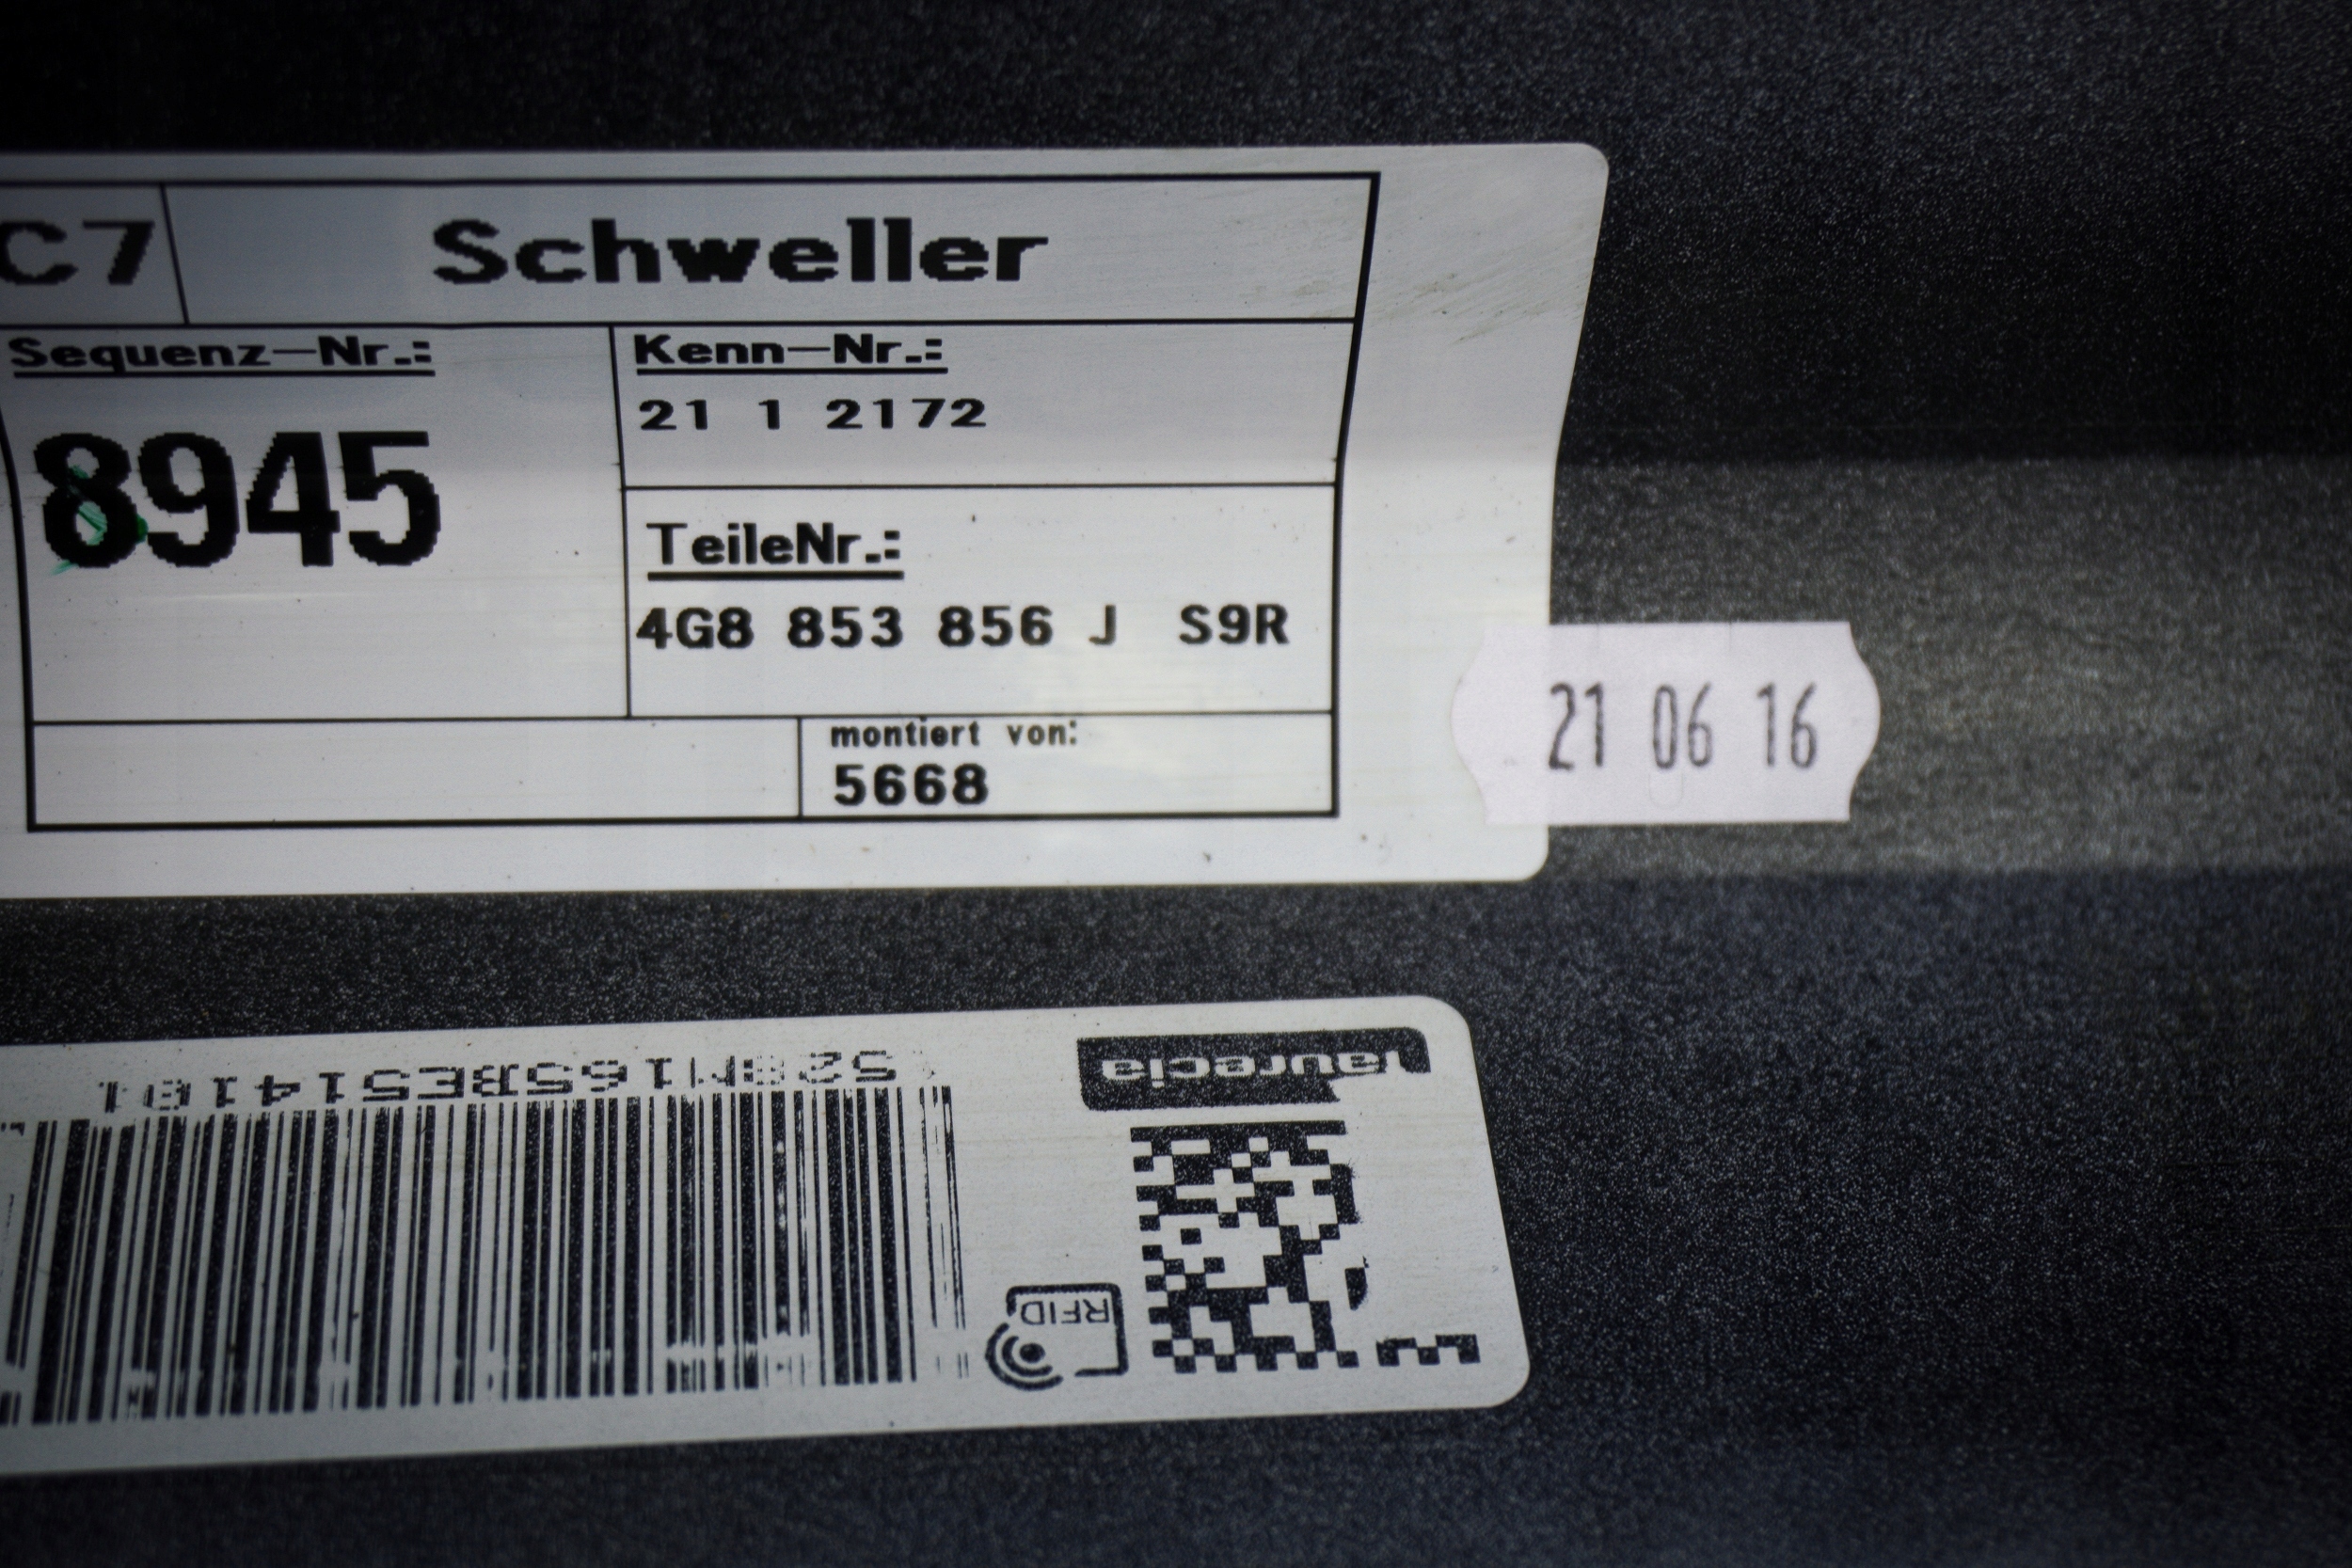 C7 Schweller
Sequenz-Nr.:
8945
Kenn-Nr.:
21 1 2172
TeileNr.:
4G8 853 856 J S9R
montiert von:
5668
21 06 16
faurecia
RFID